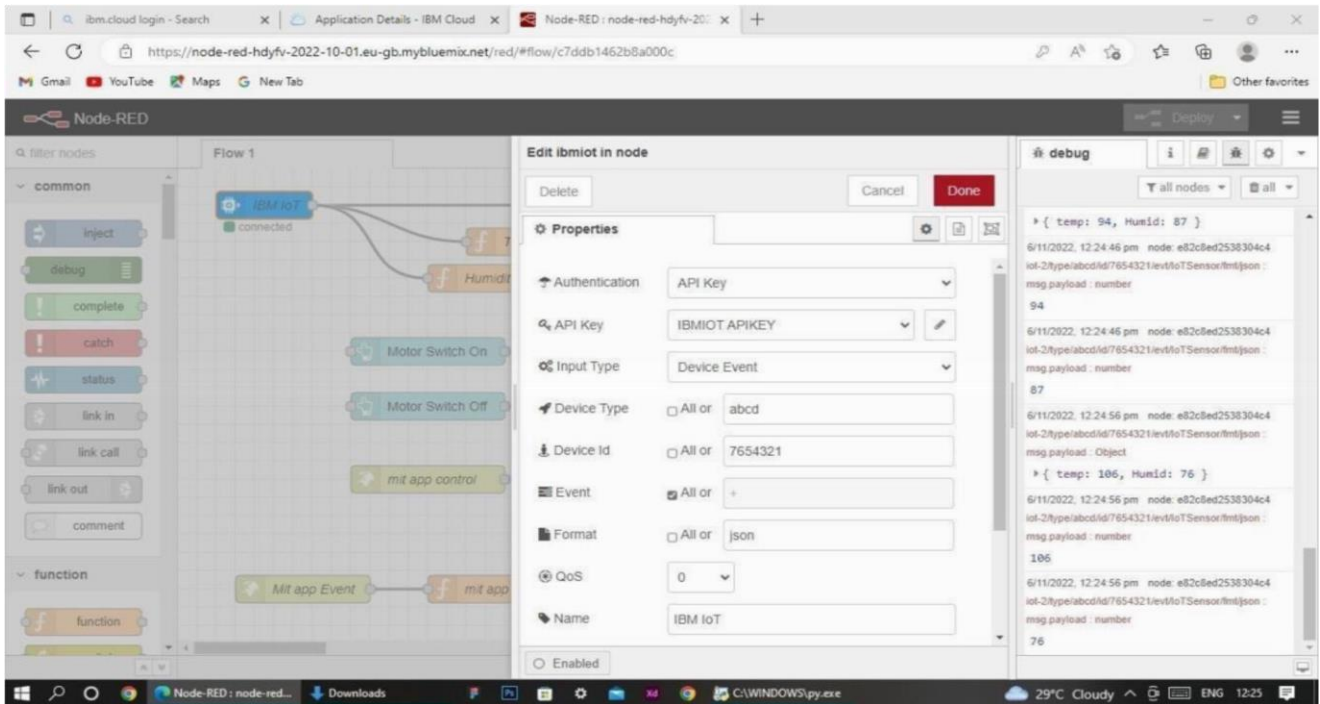 ibm.cloud login - Search
Application Details - IBM Cloud
Node-RED : node-red-hdyfv-202
https://node-red-hdyfv-2022-10-01.eu-gb.mybluemix.net/red/#flow/c7ddb1462b8a000c
Gmail YouTube Maps New Tab
Other favorites
Node-RED
Deploy
filter nodes
common
inject
debug
complete
catch
status
link in
link call
link out
comment
function
function
Flow 1
IBM IoT
connected
Humidit
Motor Switch On
Motor Switch Off
mit app control
Mit app Event
mit app
Edit ibmiot in node
Delete Cancel Done
Properties
Authentication API Key
API Key IBMIOT APIKEY
Input Type Device Event
Device Type All or abcd
Device Id All or 7654321
Event All or +
Format All or json
QoS 0
Name IBM IoT
Enabled
debug i
all nodes all
{ temp: 94, Humid: 87 }
6/11/2022, 12:24:46 pm node: e82c8ed2538304c4
iot-2/type/abcd/id/7654321/evt/IoTSensor/fmt/json :
msg.payload : number
94
6/11/2022, 12:24:46 pm node: e82c8ed2538304c4
iot-2/type/abcd/id/7654321/evt/IoTSensor/fmt/json :
msg.payload : number
87
6/11/2022, 12:24:56 pm node: e82c8ed2538304c4
iot-2/type/abcd/id/7654321/evt/IoTSensor/fmt/json :
msg.payload : Object
{ temp: 106, Humid: 76 }
6/11/2022, 12:24:56 pm node: e82c8ed2538304c4
iot-2/type/abcd/id/7654321/evt/IoTSensor/fmt/json :
msg.payload : number
106
6/11/2022, 12:24:56 pm node: e82c8ed2538304c4
iot-2/type/abcd/id/7654321/evt/IoTSensor/fmt/json :
msg.payload : number
76
Node-RED : node-red... Downloads C:\WINDOWS\py.exe 29°C Cloudy ENG 12:25